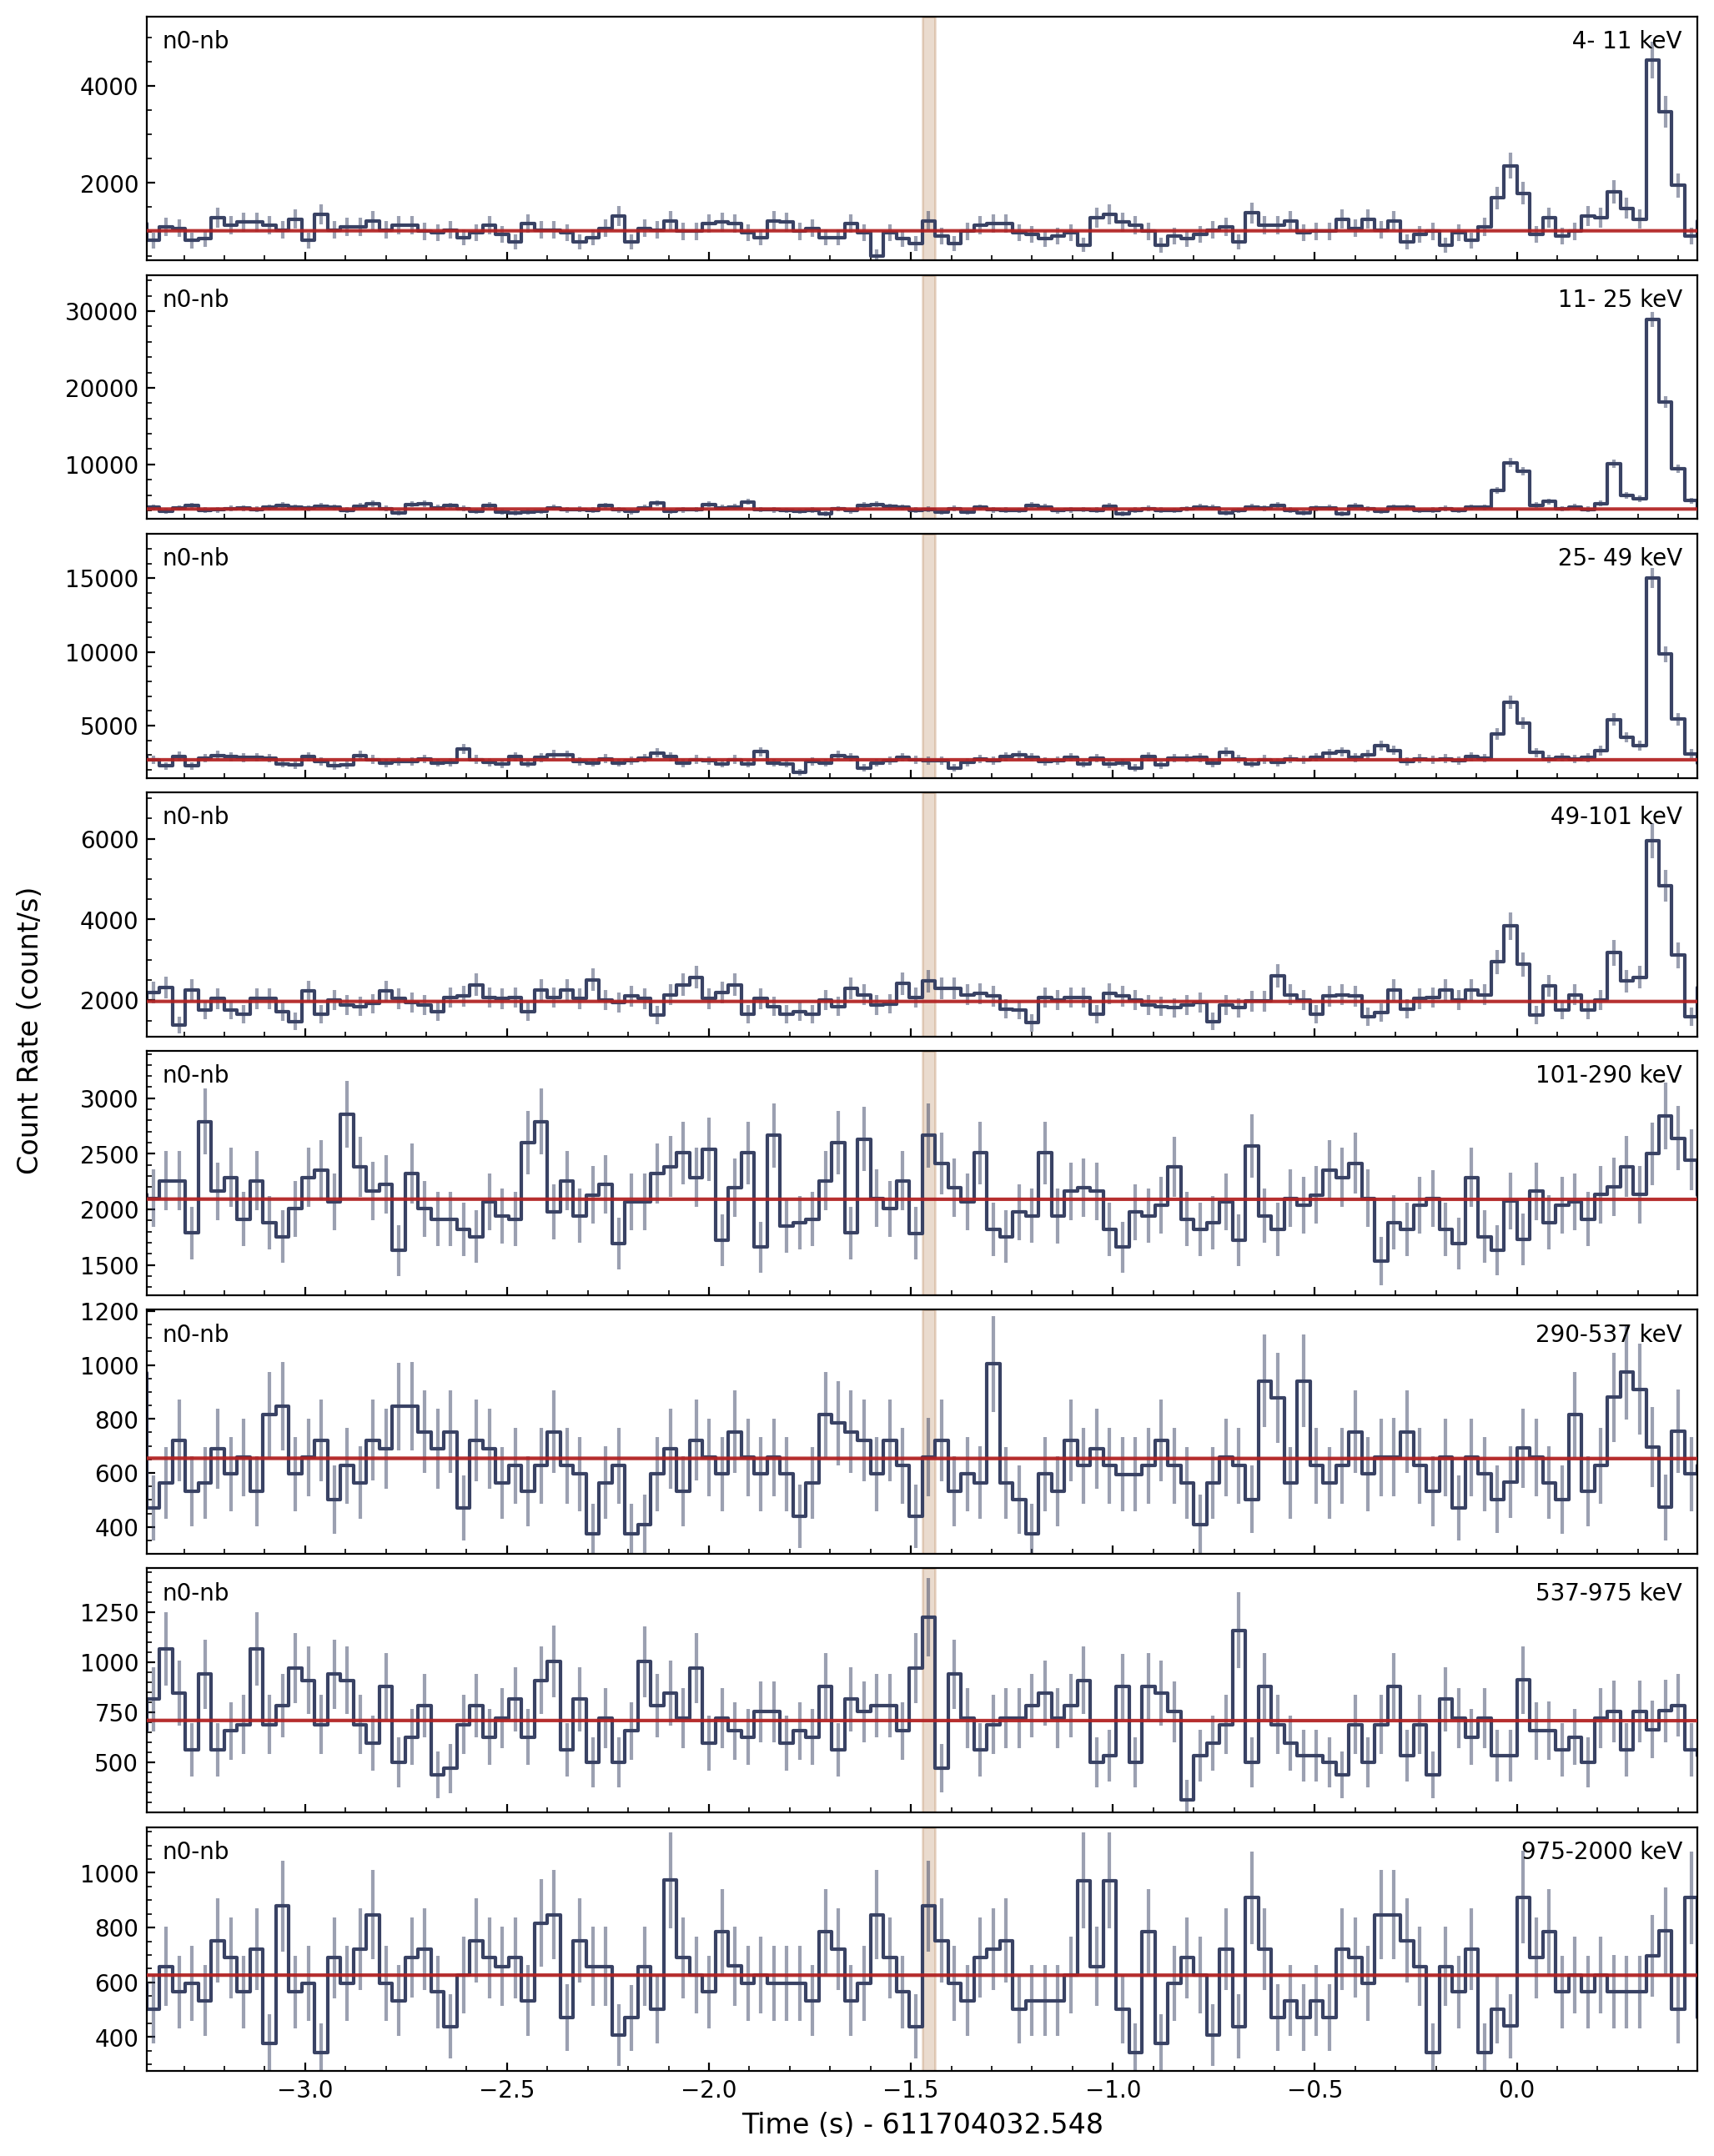 n0-nb 4- 11 keV
4000
2000
n0-nb 11- 25 keV
30000
20000
10000
n0-nb 25- 49 keV
15000
10000
5000
n0-nb 49-101 keV
6000
4000
2000
n0-nb 101-290 keV
3000
2500
2000
1500
n0-nb 290-537 keV
1200
1000
800
600
400
n0-nb 537-975 keV
1250
1000
750
500
n0-nb 975-2000 keV
1000
800
600
400
−3.0 −2.5 −2.0 −1.5 −1.0 −0.5 0.0
Time (s) - 611704032.548
Count Rate (count/s)